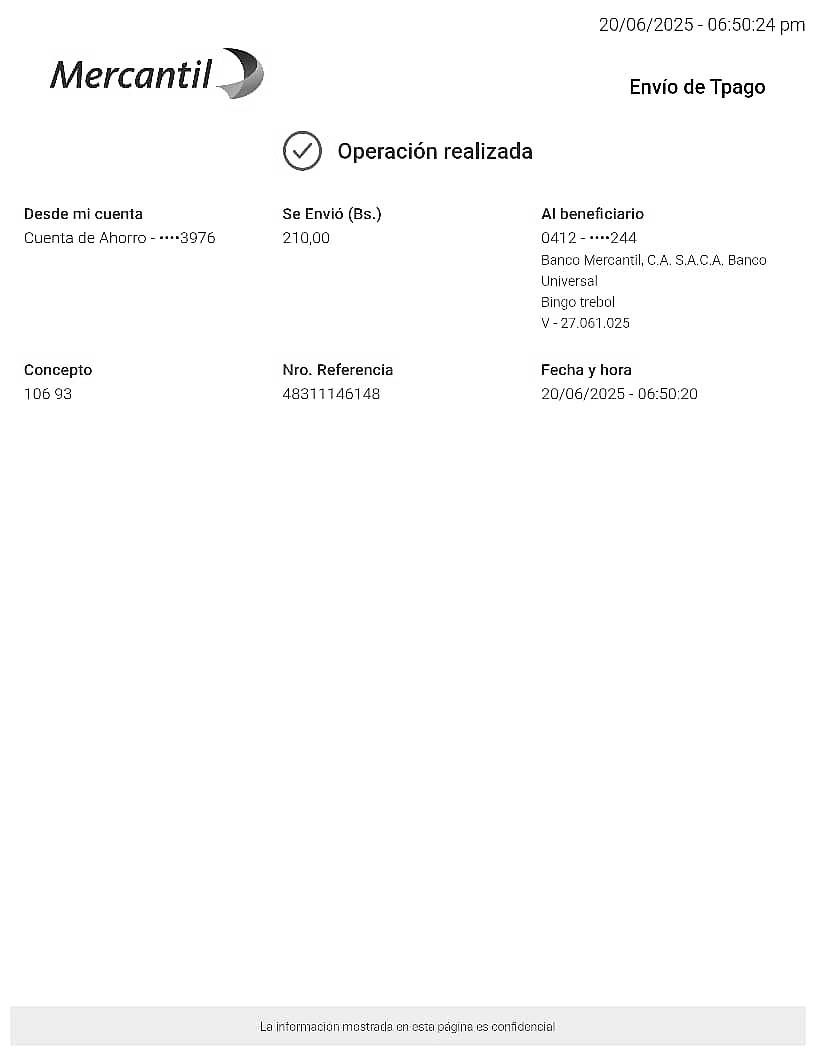 20/06/2025 - 06:50:24 pm
Mercantil
Envío de Tpago
Operación realizada
Desde mi cuenta
Cuenta de Ahorro - ••••3976
Se Envió (Bs.)
210,00
Al beneficiario
0412 - ••••244
Banco Mercantil, C.A. S.A.C.A. Banco
Universal
Bingo trebol
V - 27.061.025
Concepto
106 93
Nro. Referencia
48311146148
Fecha y hora
20/06/2025 - 06:50:20
La información mostrada en esta página es confidencial